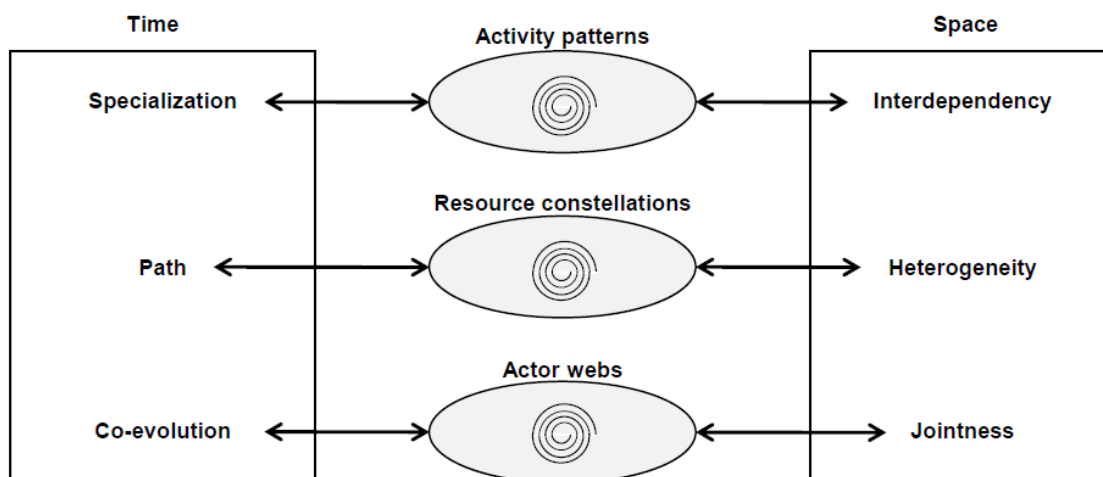 Time
Space
Activity patterns
Specialization
Interdependency
Resource constellations
Path
Heterogeneity
Actor webs
Co-evolution
Jointness